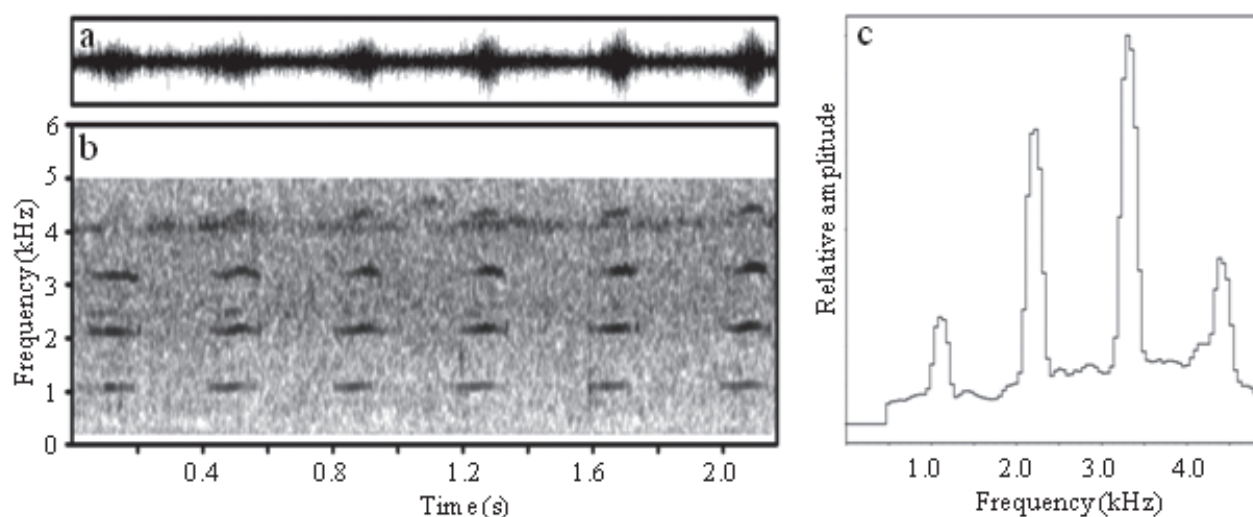 a
b
Frequency (kHz)
6
5
4
3
2
1
0
0.4
0.8
1.2
1.6
2.0
Time (s)
c
Relative amplitude
1.0
2.0
3.0
4.0
Frequency (kHz)